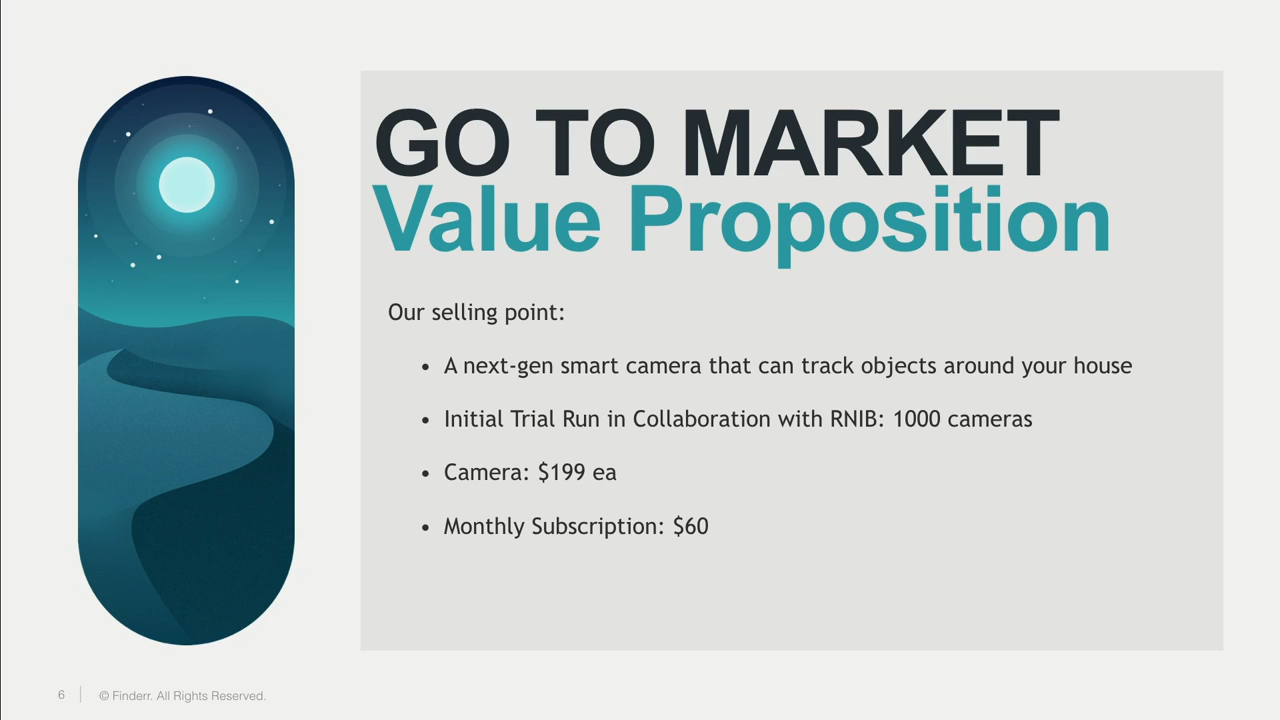 GO TO MARKET
Value Proposition
Our selling point:
• A next-gen smart camera that can track objects around your house
• Initial Trial Run in Collaboration with RNIB: 1000 cameras
• Camera: $199 ea
• Monthly Subscription: $60
6
© Finderr. All Rights Reserved.